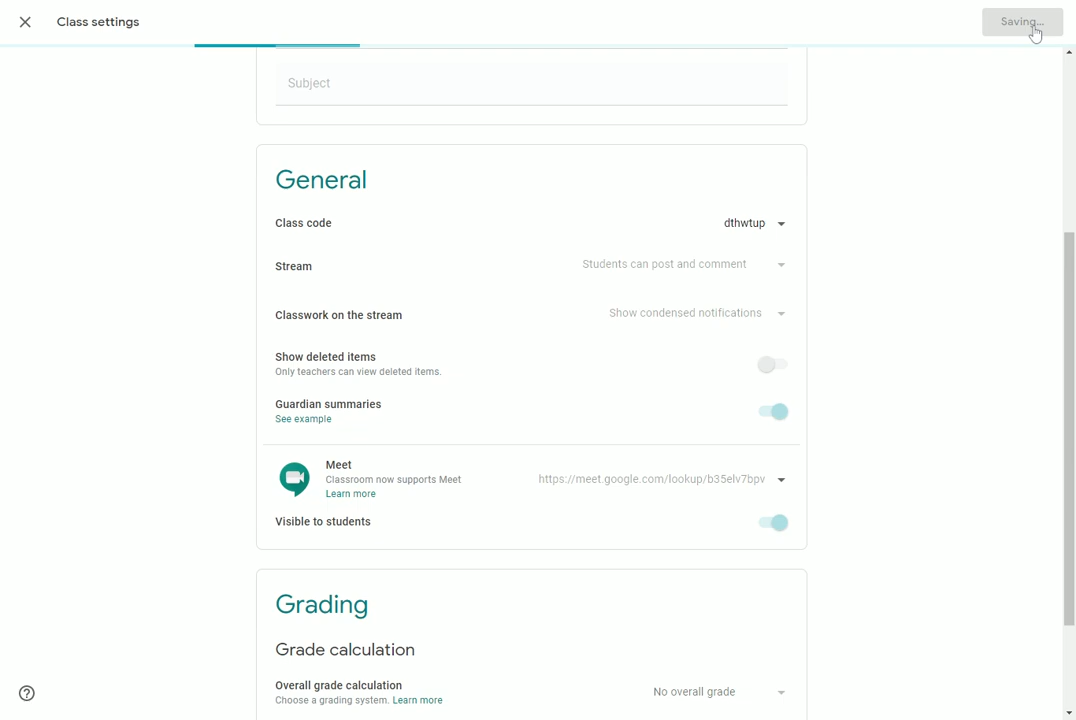 Class settings
Saving...
Subject
General
Class code
dthwtup
Stream
Students can post and comment
Classwork on the stream
Show condensed notifications
Show deleted items
Only teachers can view deleted items.
Guardian summaries
See example
Meet
Classroom now supports Meet
https://meet.google.com/lookup/b35elv7bpv
Learn more
Visible to students
Grading
Grade calculation
Overall grade calculation
Choose a grading system. Learn more
No overall grade